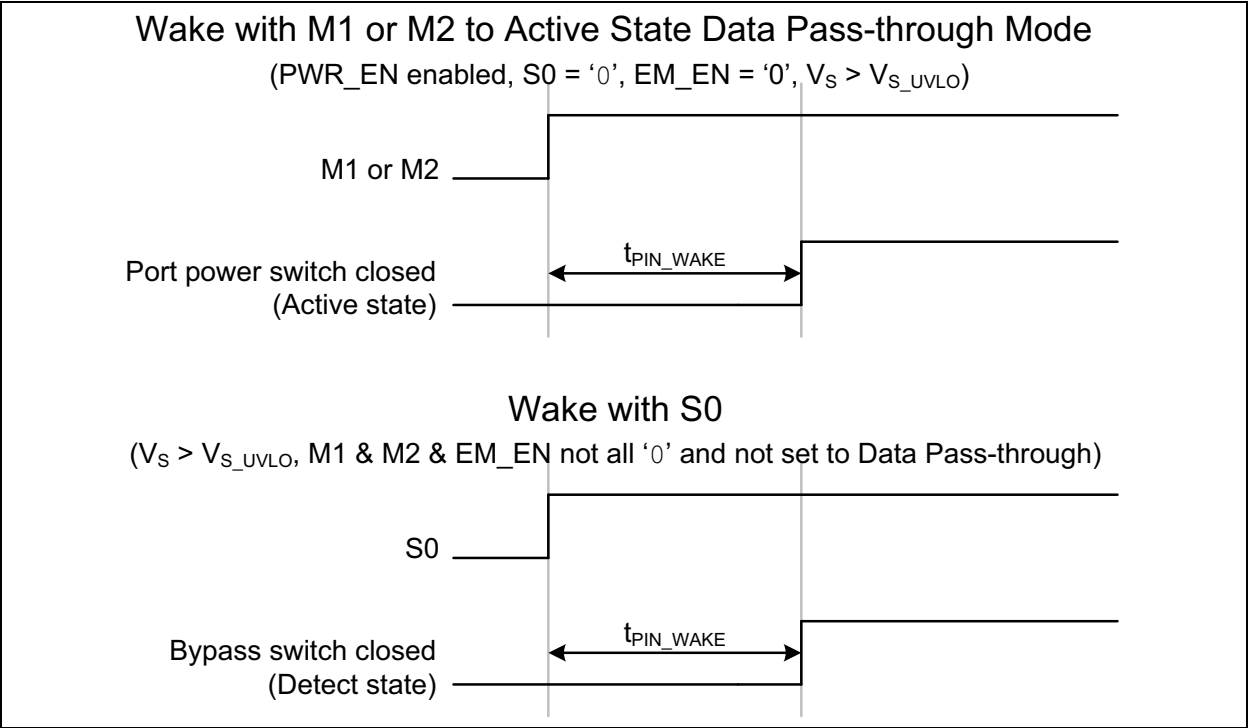 Wake with M1 or M2 to Active State Data Pass-through Mode
(PWR_EN enabled, S0 = ‘0’, EM_EN = ‘0’, VS > VS_UVLO)
M1 or M2
tPIN_WAKE
Port power switch closed
(Active state)
Wake with S0
(VS > VS_UVLO, M1 & M2 & EM_EN not all ‘0’ and not set to Data Pass-through)
S0
tPIN_WAKE
Bypass switch closed
(Detect state)